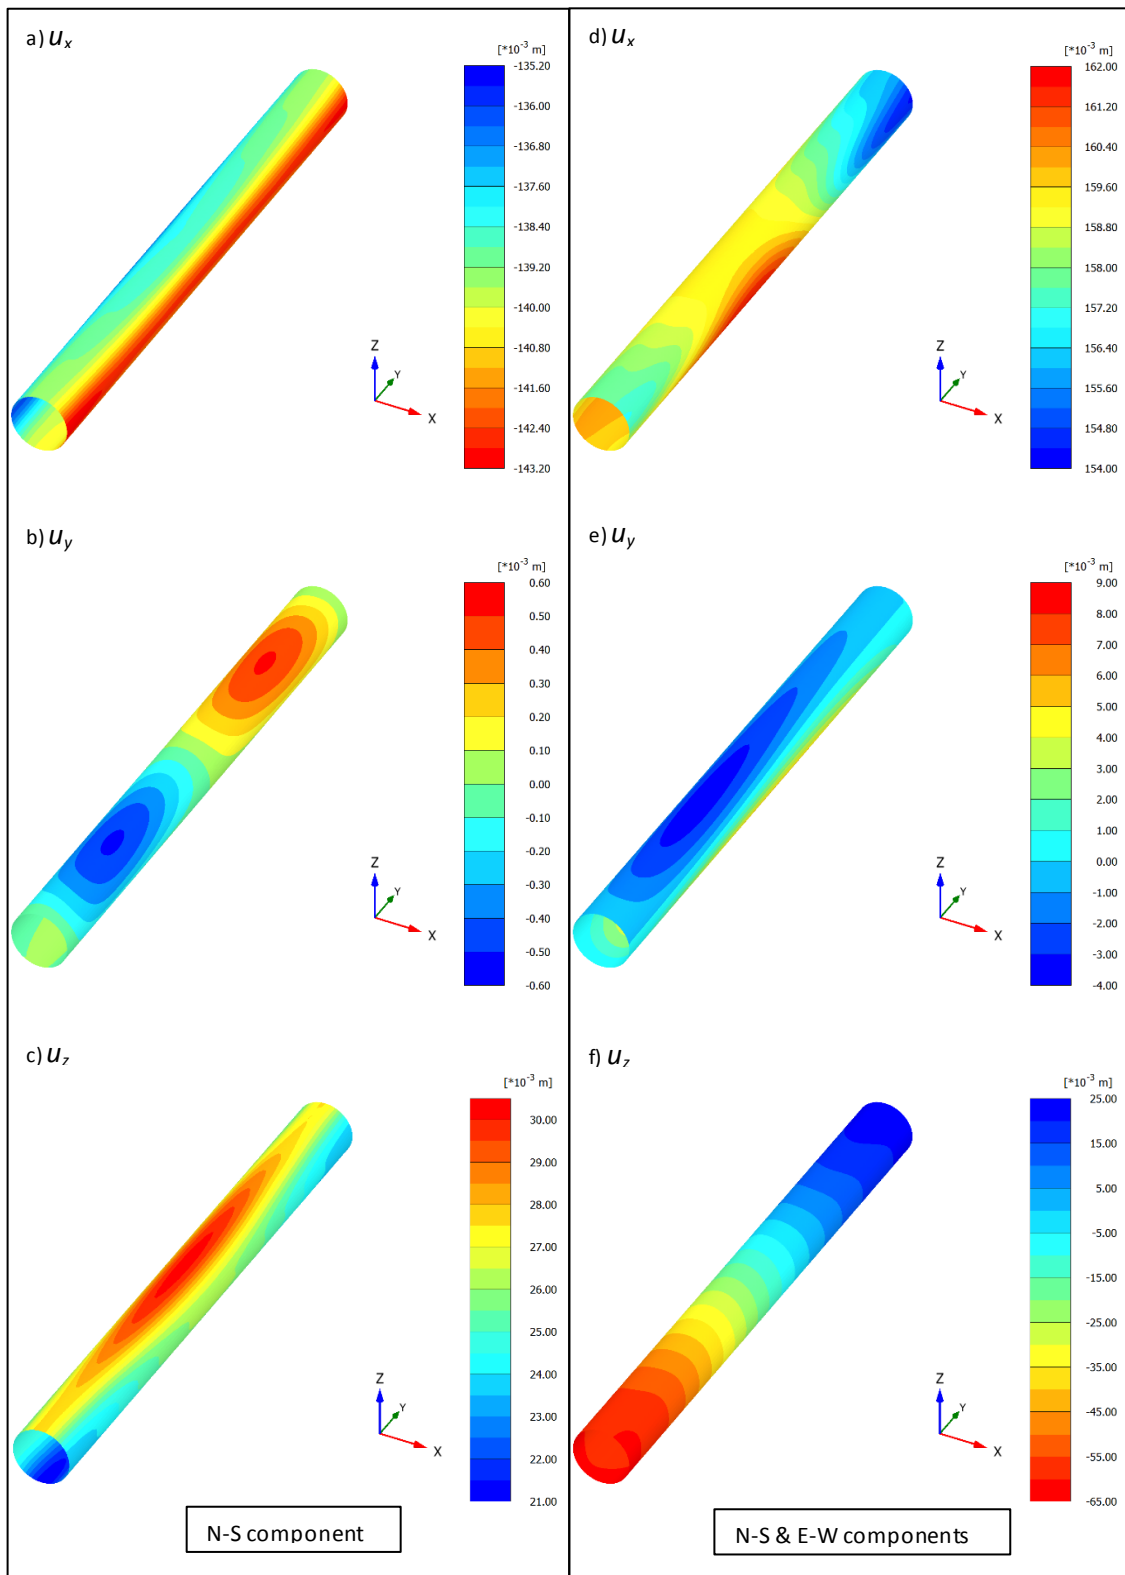 a) uₓ
[*10⁻³ m]
-135.20
-136.00
-136.80
-137.60
-138.40
-139.20
-140.00
-140.80
-141.60
-142.40
-143.20
Z
Y
X
b) u_y
[*10⁻³ m]
0.60
0.50
0.30
0.20
0.10
0.00
-0.10
-0.20
-0.30
-0.40
-0.50
-0.60
Z
Y
X
c) u_z
[*10⁻³ m]
30.00
29.00
28.00
27.00
26.00
25.00
24.00
23.00
22.00
21.00
Z
Y
X
N-S component
d) uₓ
[*10⁻³ m]
162.00
161.20
160.40
159.60
158.80
158.00
157.20
156.40
155.60
154.80
154.00
Z
Y
X
e) u_y
[*10⁻³ m]
9.00
8.00
7.00
6.00
5.00
4.00
3.00
2.00
1.00
0.00
-1.00
-2.00
-3.00
-4.00
Z
Y
X
f) u_z
[*10⁻³ m]
25.00
15.00
5.00
-5.00
-15.00
-25.00
-35.00
-45.00
-55.00
-65.00
Z
Y
X
N-S & E-W components